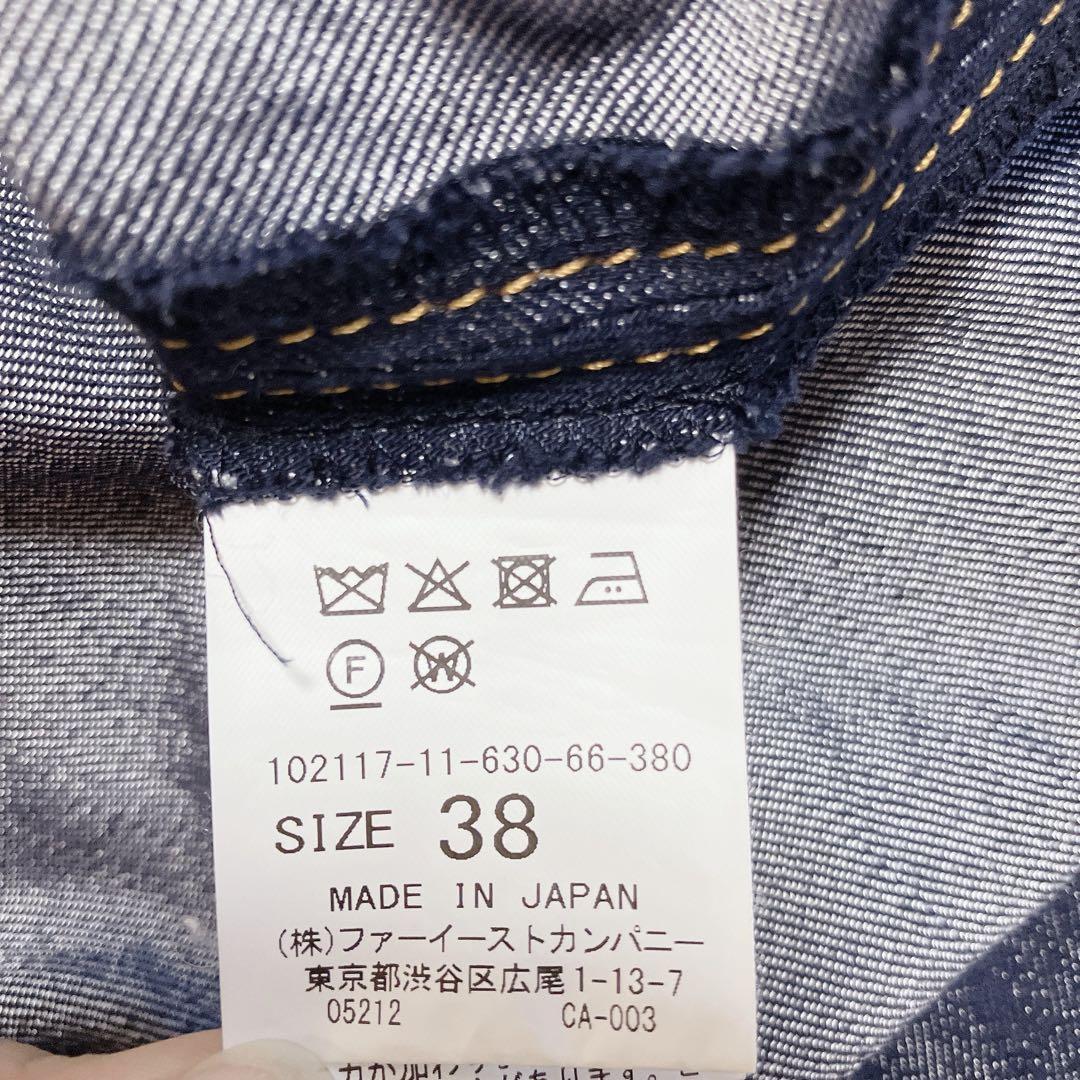 F W
102117-11-630-66-380
SIZE 38
MADE IN JAPAN
(株)ファーイーストカンパニー
東京都渋谷区広尾1-13-7
05212 CA-003